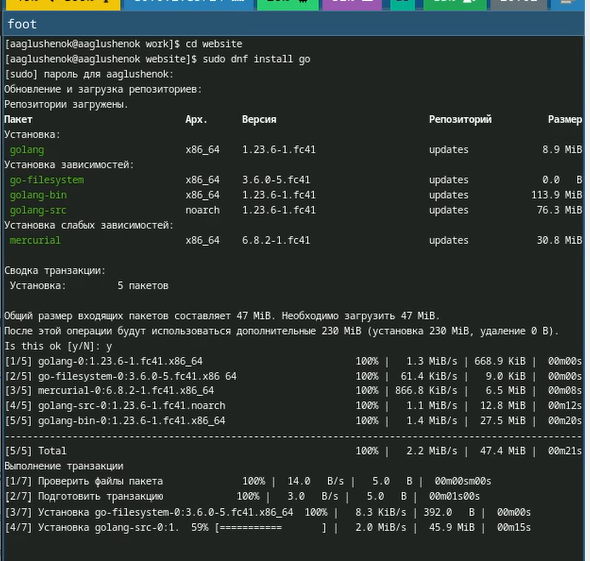 foot
[aaglushenok@aaglushenok work]$ cd website
[aaglushenok@aaglushenok website]$ sudo dnf install go
[sudo] пароль для aaglushenok:
Обновление и загрузка репозиториев:
Репозитории загружены.
Пакет Арх. Версия Репозиторий Размер
Установка:
golang x86_64 1.23.6-1.fc41 updates 8.9 MiB
Установка зависимостей:
go-filesystem x86_64 3.6.0-5.fc41 updates 0.0 B
golang-bin x86_64 1.23.6-1.fc41 updates 113.9 MiB
golang-src noarch 1.23.6-1.fc41 updates 76.3 MiB
Установка слабых зависимостей:
mercurial x86_64 6.8.2-1.fc41 updates 30.8 MiB
Сводка транзакции:
Установка: 5 пакетов
Общий размер входящих пакетов составляет 47 MiB. Необходимо загрузить 47 MiB.
После этой операции будут использоваться дополнительные 230 MiB (установка 230 MiB, удаление 0 B).
Is this ok [y/N]: y
[1/5] golang-0:1.23.6-1.fc41.x86_64 100% | 1.3 MiB/s | 668.9 KiB | 00m00s
[2/5] go-filesystem-0:3.6.0-5.fc41.x86_64 100% | 61.4 KiB/s | 9.0 KiB | 00m00s
[3/5] mercurial-0:6.8.2-1.fc41.x86_64 100% | 866.8 KiB/s | 6.5 MiB | 00m08s
[4/5] golang-src-0:1.23.6-1.fc41.noarch 100% | 1.1 MiB/s | 12.8 MiB | 00m12s
[5/5] golang-bin-0:1.23.6-1.fc41.x86_64 100% | 1.4 MiB/s | 27.5 MiB | 00m20s
--------------------------------------------------------------------------------
[5/5] Total 100% | 2.2 MiB/s | 47.4 MiB | 00m21s
Выполнение транзакции
[1/7] Проверить файлы пакета 100% | 14.0 B/s | 5.0 B | 00m00sm00s
[2/7] Подготовить транзакцию 100% | 3.0 B/s | 5.0 B | 00m01s00s
[3/7] Установка go-filesystem-0:3.6.0-5.fc41.x86_64 100% | 8.3 KiB/s | 392.0 B | 00m00s
[4/7] Установка golang-src-0:1. 59% [=========== ] | 2.0 MiB/s | 45.9 MiB | 00m15s